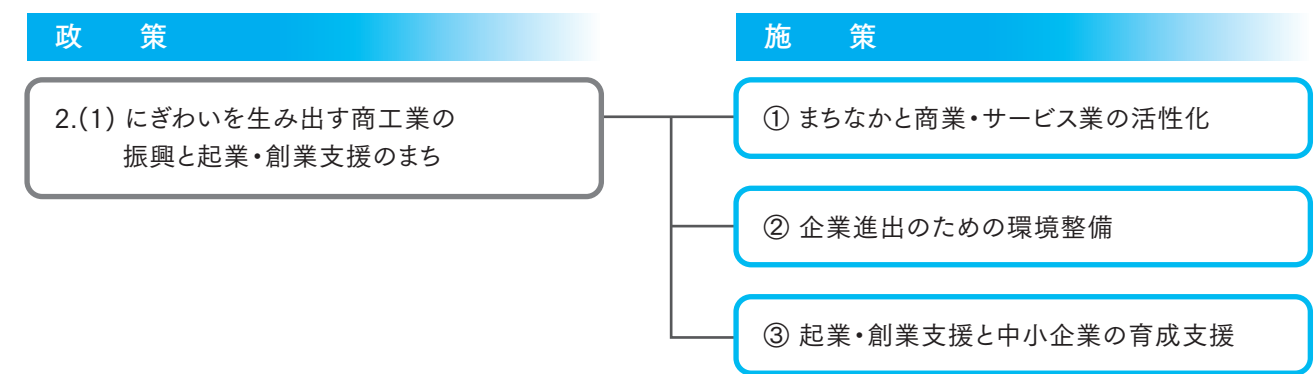 政　策
施　策
2.(1) にぎわいを生み出す商工業の
振興と起業・創業支援のまち
① まちなかと商業・サービス業の活性化
② 企業進出のための環境整備
③ 起業・創業支援と中小企業の育成支援